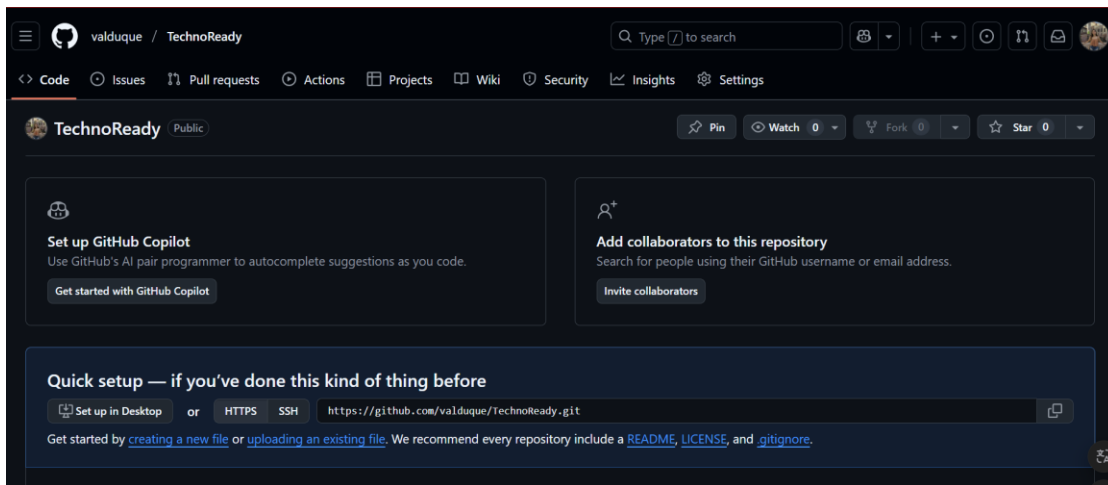 valduque / TechnoReady
Type / to search
Code Issues Pull requests Actions Projects Wiki Security Insights Settings
TechnoReady Public
Pin Watch 0 Fork 0 Star 0
Set up GitHub Copilot
Use GitHub's AI pair programmer to autocomplete suggestions as you code.
Get started with GitHub Copilot
Add collaborators to this repository
Search for people using their GitHub username or email address.
Invite collaborators
Quick setup — if you've done this kind of thing before
Set up in Desktop or HTTPS SSH https://github.com/valduque/TechnoReady.git
Get started by creating a new file or uploading an existing file. We recommend every repository include a README, LICENSE, and .gitignore.